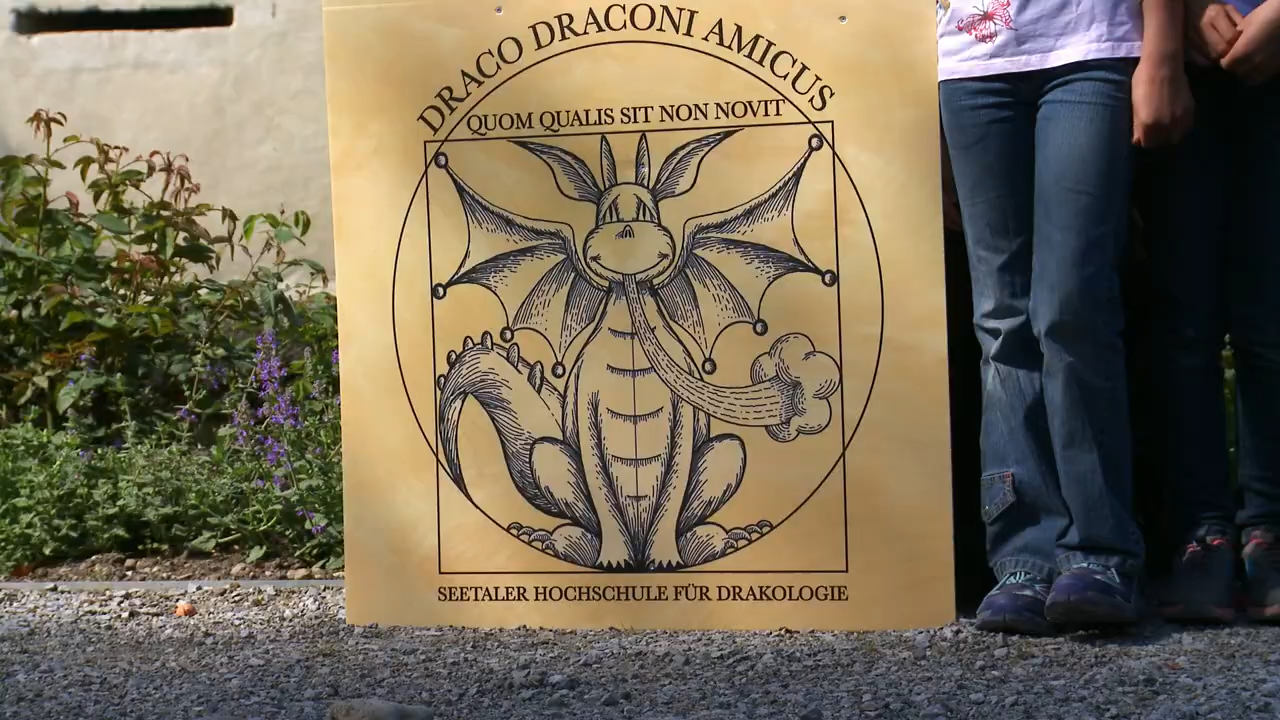 DRACO DRACONI AMICUS
QUOM QUALIS SIT NON NOVIT
SEETALER HOCHSCHULE FÜR DRAKOLOGIE